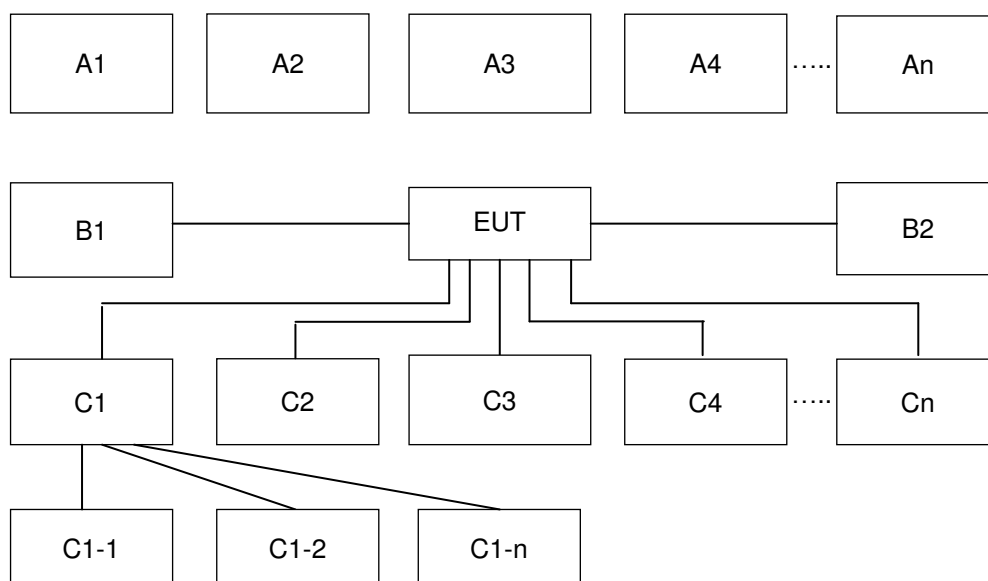 A1 A2 A3 A4 ..... An
B1 EUT B2
C1 C2 C3 C4 ..... Cn
C1-1 C1-2 C1-n